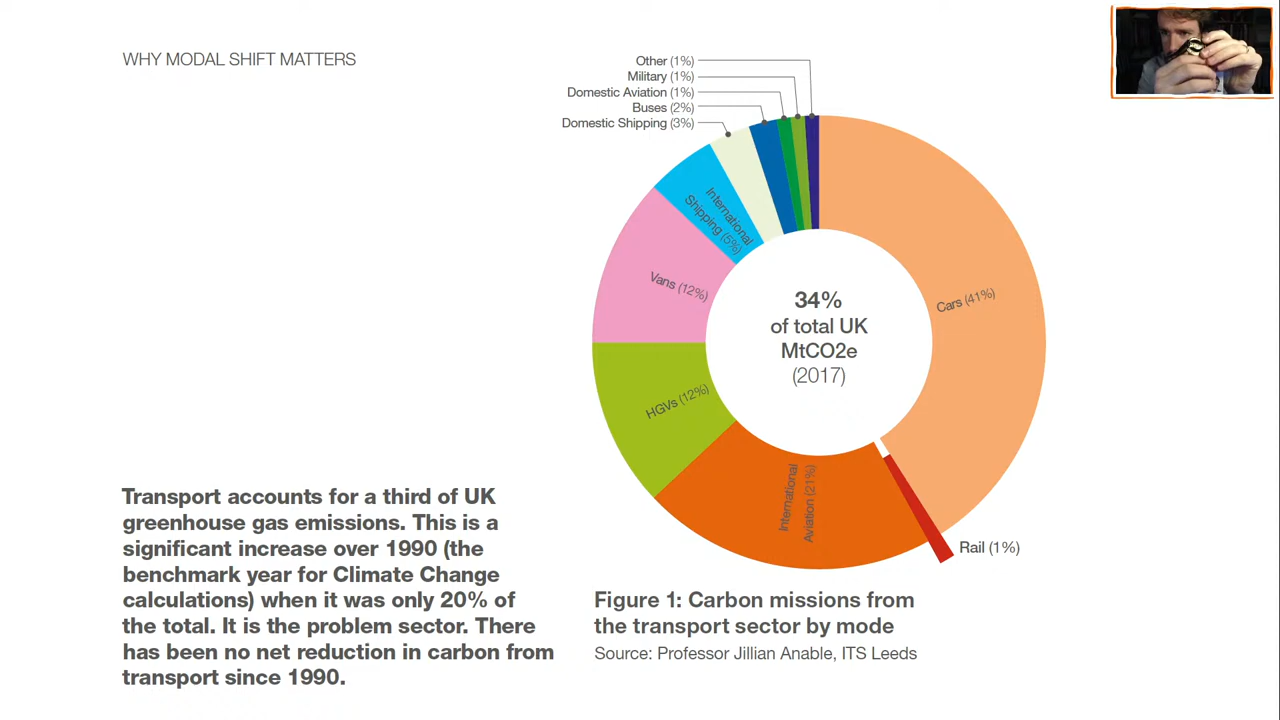 WHY MODAL SHIFT MATTERS
Other (1%)
Military (1%)
Domestic Aviation (1%)
Buses (2%)
Domestic Shipping (3%)
International
Shipping (5%)
Vans (12%)
HGVs (12%)
International
Aviation (21%)
Cars (41%)
Rail (1%)
34%
of total UK
MtCO2e
(2017)
Transport accounts for a third of UK
greenhouse gas emissions. This is a
significant increase over 1990 (the
benchmark year for Climate Change
calculations) when it was only 20% of
the total. It is the problem sector. There
has been no net reduction in carbon from
transport since 1990.
Figure 1: Carbon missions from
the transport sector by mode
Source: Professor Jillian Anable, ITS Leeds